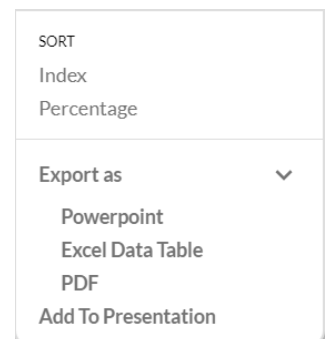 SORT
Index
Percentage
Export as
Powerpoint
Excel Data Table
PDF
Add To Presentation